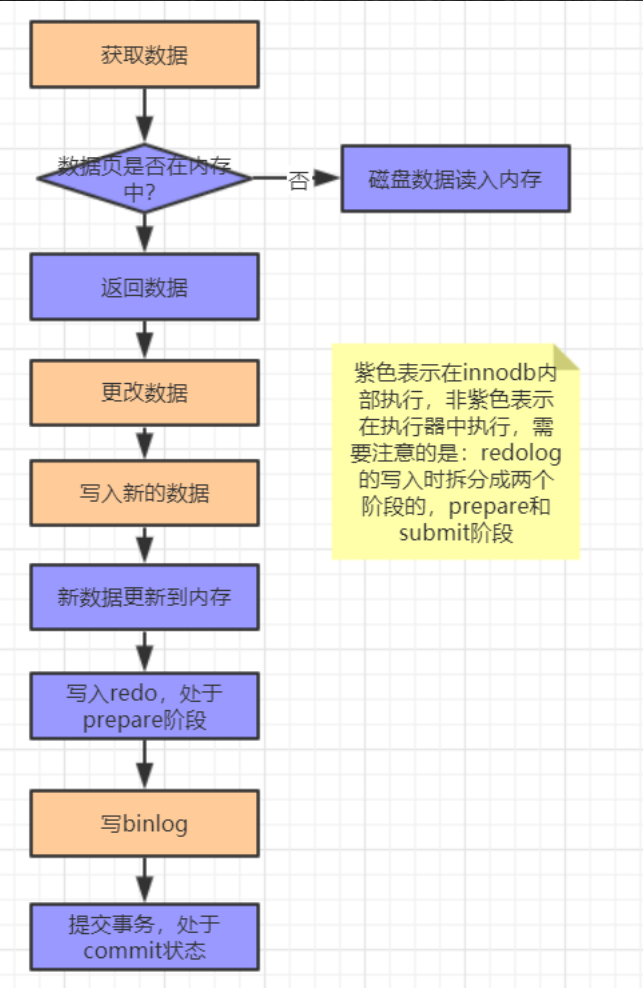 获取数据
数据页是否在内存
中?
否
磁盘数据读入内存
返回数据
更改数据
紫色表示在innodb内
部执行，非紫色表示
在执行器中执行，需
要注意的是：redolog
的写入时拆分成两个
阶段的，prepare和
submit阶段
写入新的数据
新数据更新到内存
写入redo，处于
prepare阶段
写binlog
提交事务，处于
commit状态